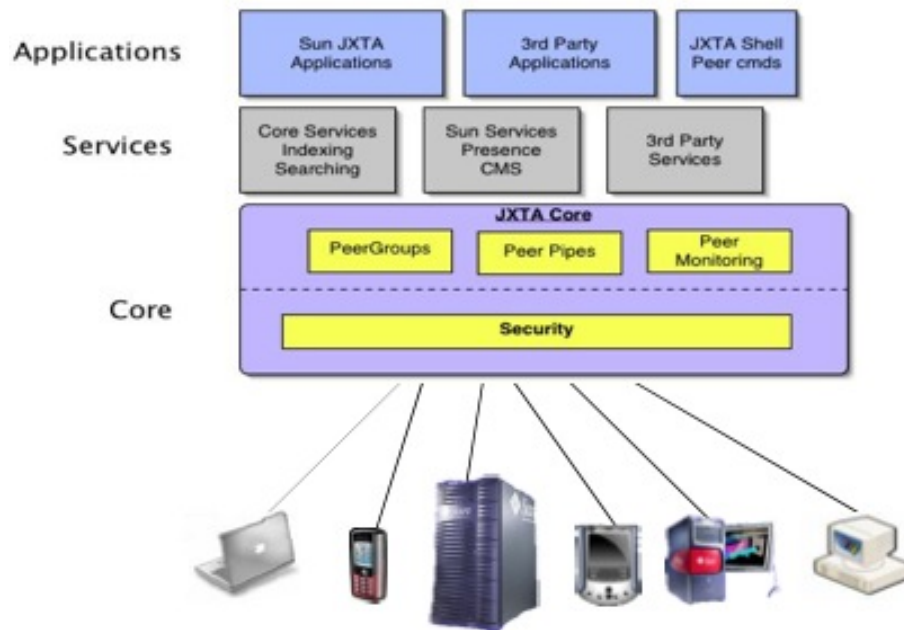 Applications
Sun JXTA
Applications
3rd Party
Applications
JXTA Shell
Peer cmds
Services
Core Services
Indexing
Searching
Sun Services
Presence
CMS
3rd Party
Services
Core
JXTA Core
PeerGroups
Peer Pipes
Peer
Monitoring
Security